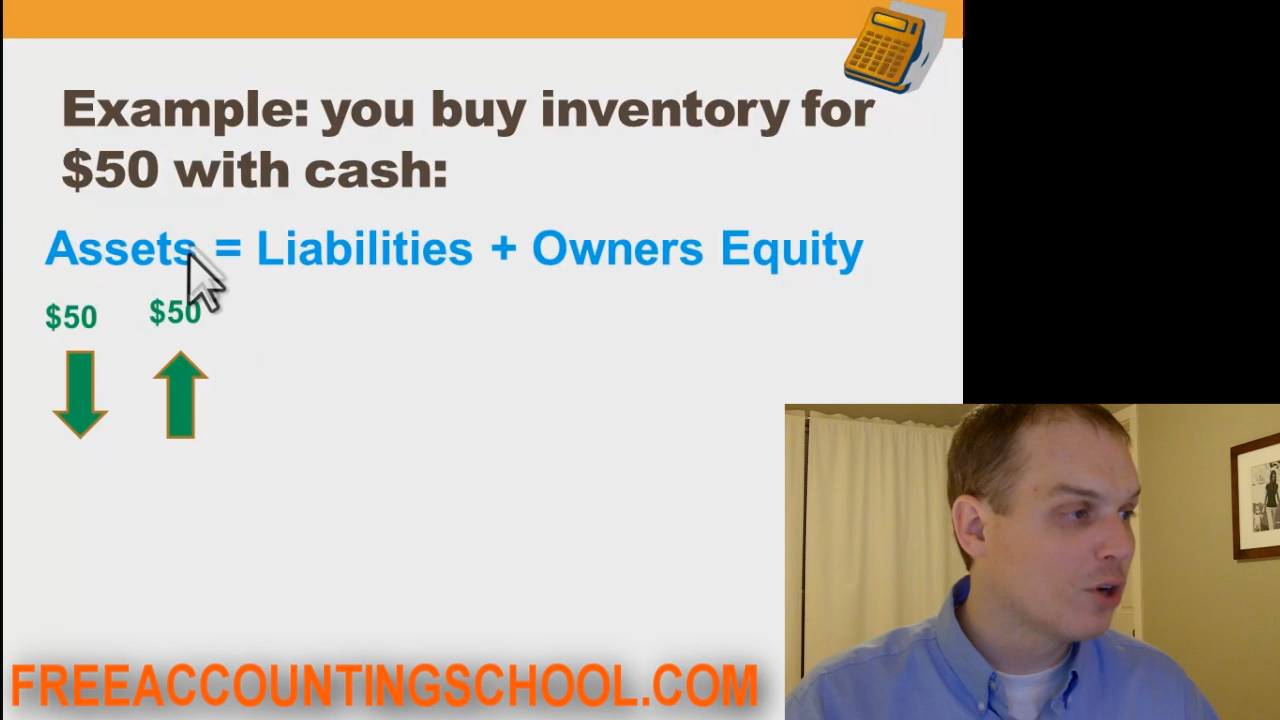 Example: you buy inventory for
$50 with cash:
Assets = Liabilities + Owners Equity
$50 $50
FREEACCOUNTINGSCHOOL.COM